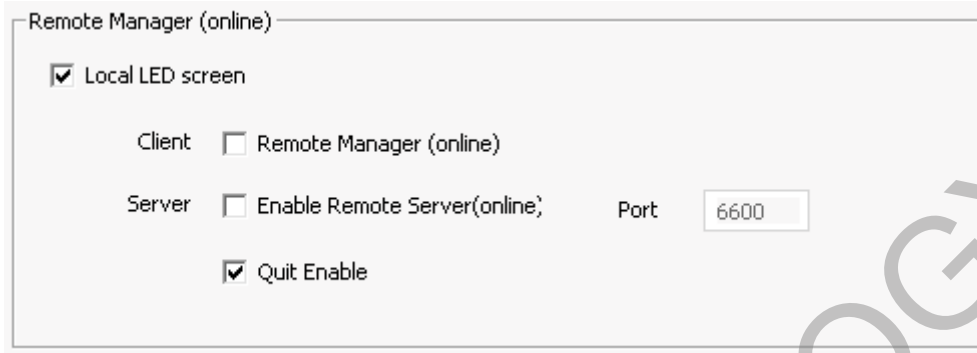 Remote Manager (online)
Local LED screen
Client Remote Manager (online)
Server Enable Remote Server(online) Port 6600
Quit Enable